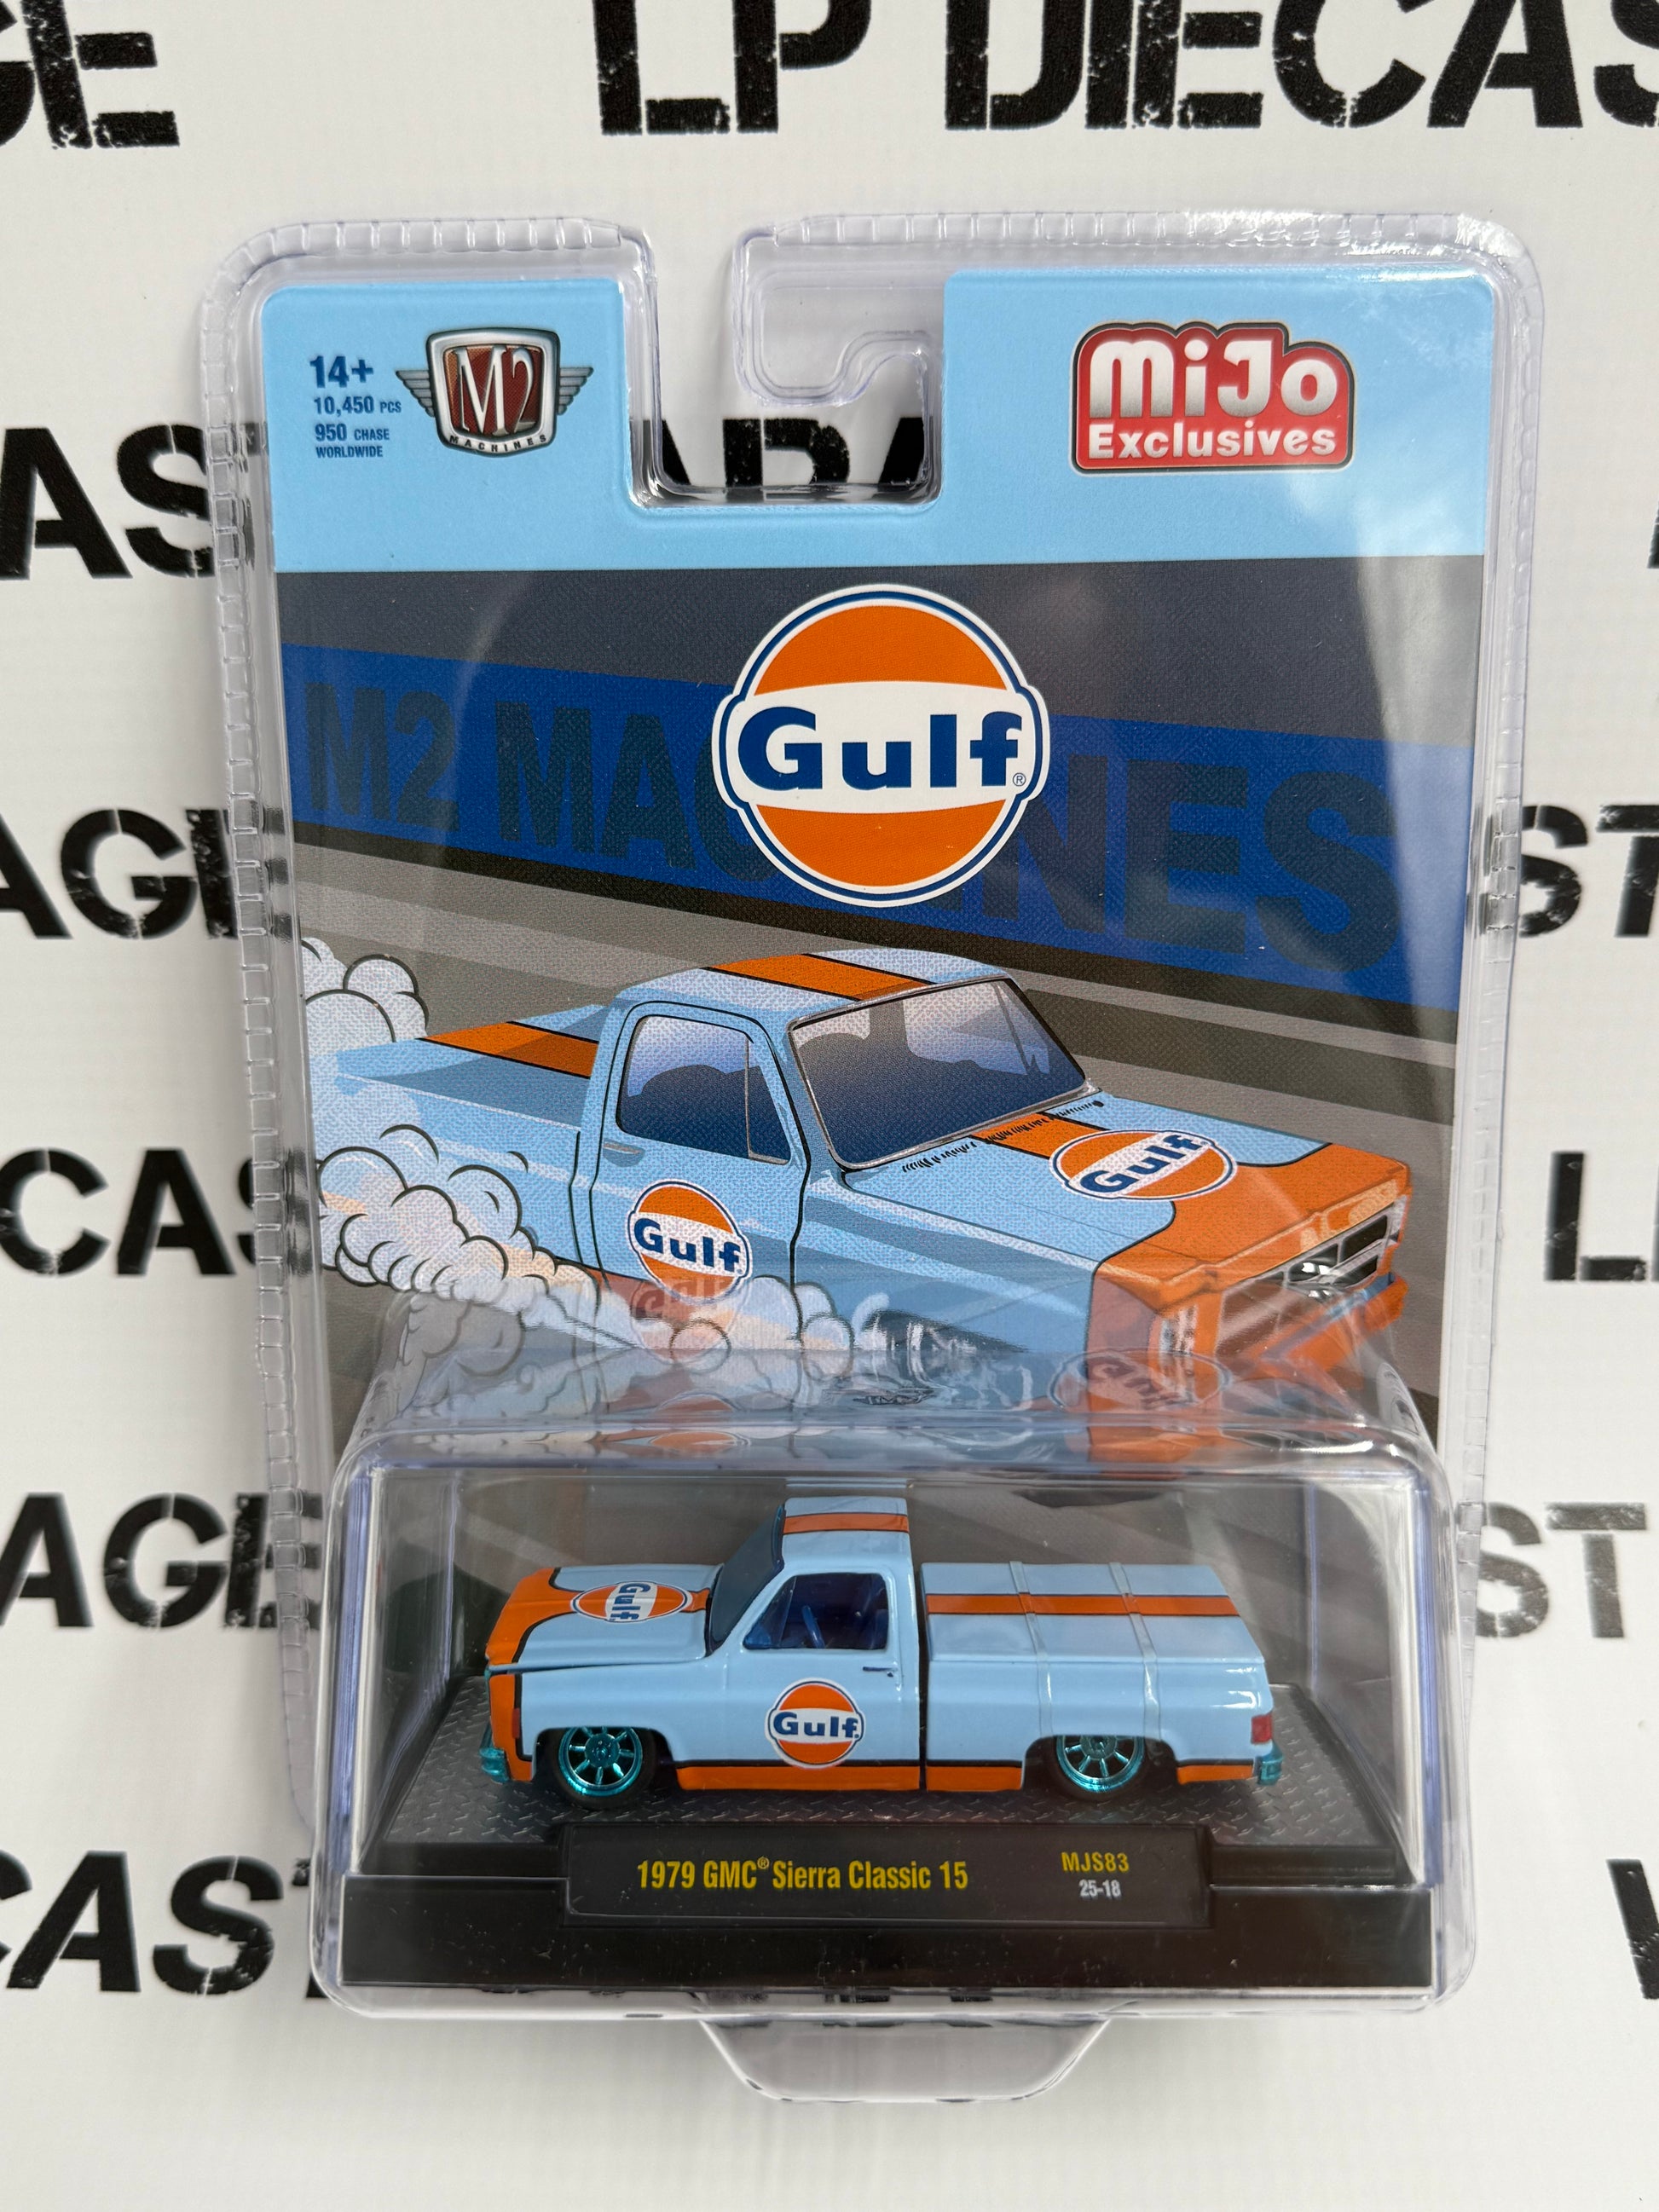 LP DIECAS
14+
10,450 PCS
950 CHASE
WORLDWIDE
M2
MACHINES
MiJo
Exclusives
Gulf®
M2 MACHINES
Gulf
Gulf
Gulf
Gulf
1979 GMC® Sierra Classic 15
MJS83
25-18